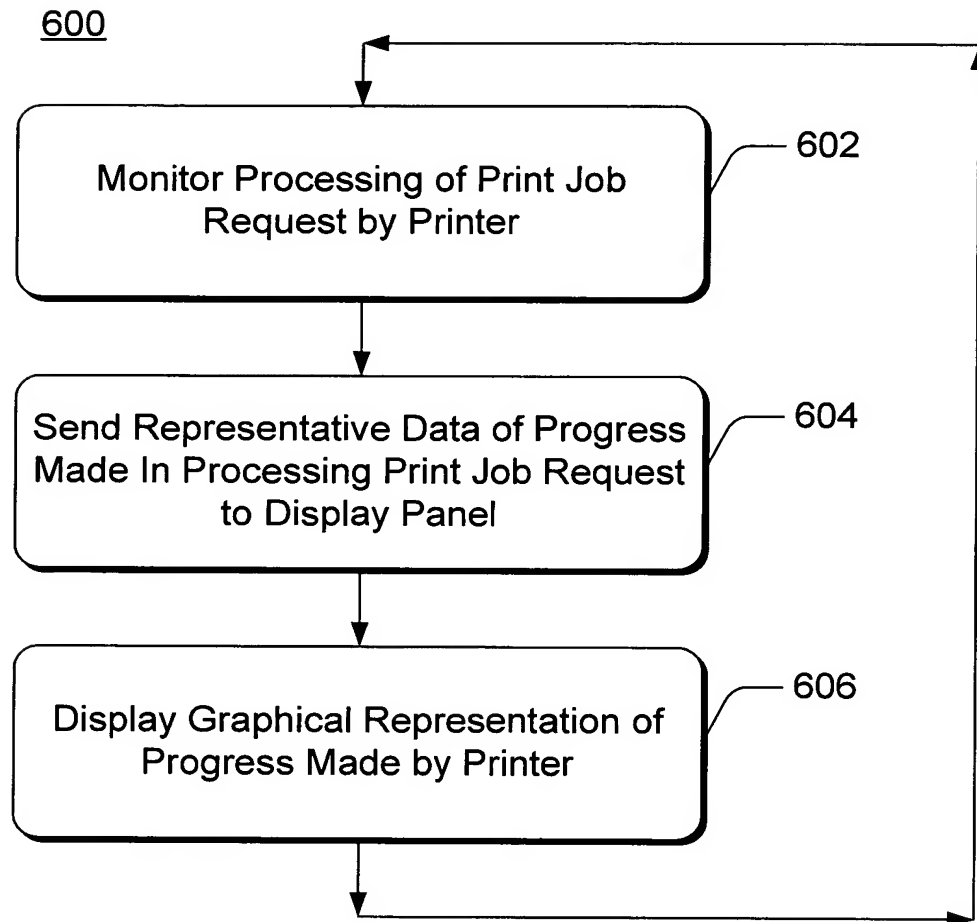 600
Monitor Processing of Print Job
Request by Printer
602
Send Representative Data of Progress
Made In Processing Print Job Request
to Display Panel
604
Display Graphical Representation of
Progress Made by Printer
606